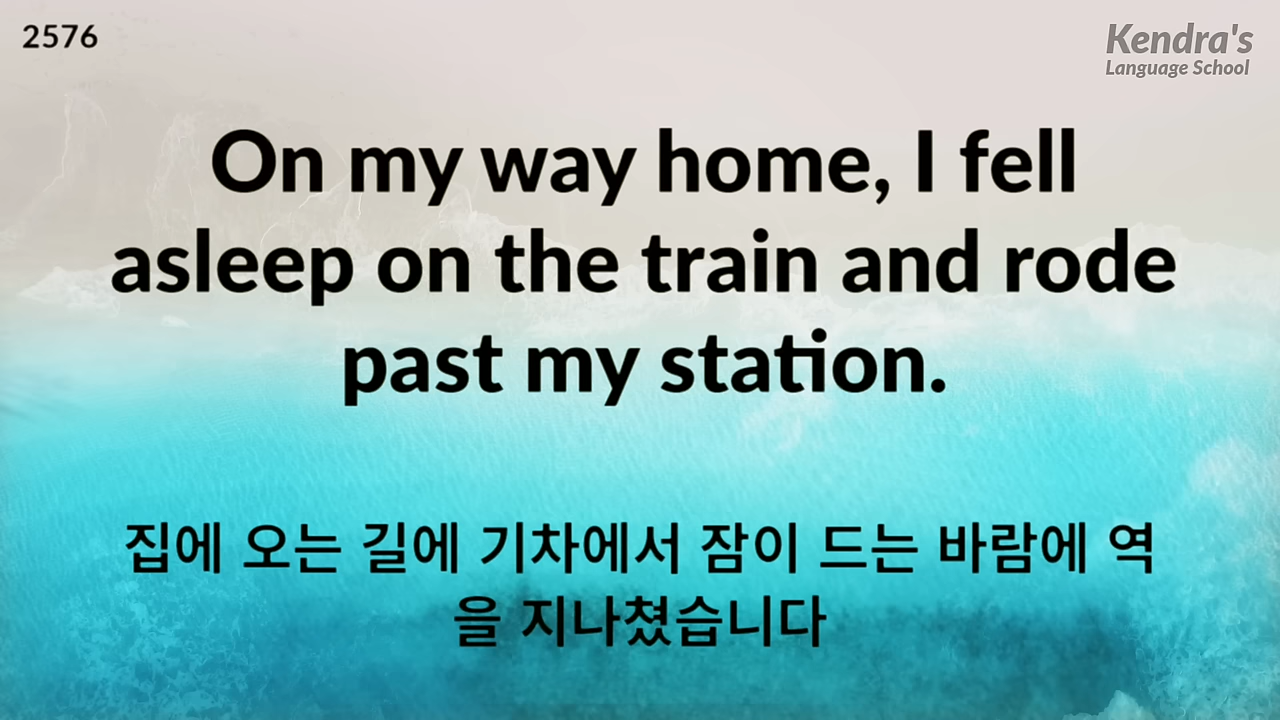 2576
Kendra's
Language School
On my way home, I fell
asleep on the train and rode
past my station.
집에 오는 길에 기차에서 잠이 드는 바람에 역
을 지나쳤습니다